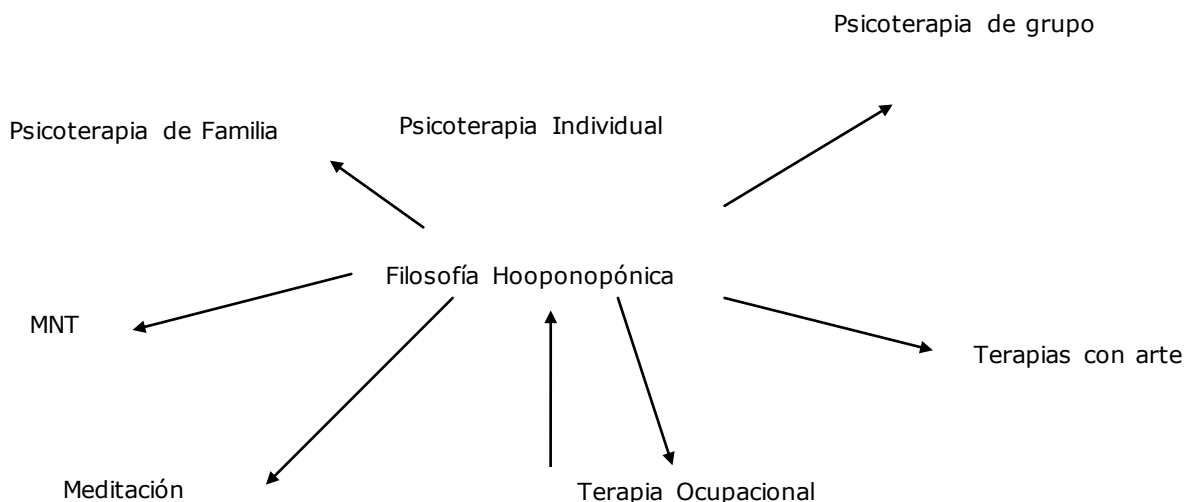 Psicoterapia de grupo
Psicoterapia de Familia
Psicoterapia Individual
Filosofía Hooponopónica
MNT
Terapias con arte
Meditación
Terapia Ocupacional